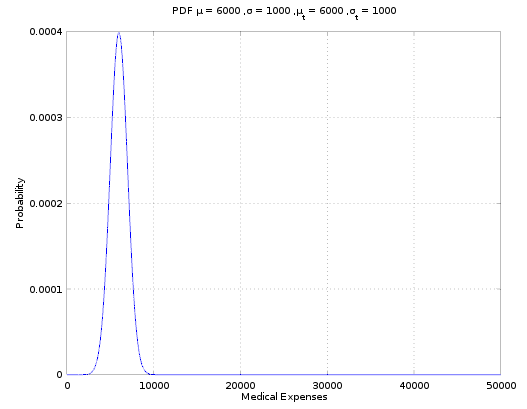 PDF μ = 6000 ,σ = 1000 ,μt = 6000 ,σt = 1000
0.0004
0.0003
0.0002
0.0001
0
Probability
0 10000 20000 30000 40000 50000
Medical Expenses